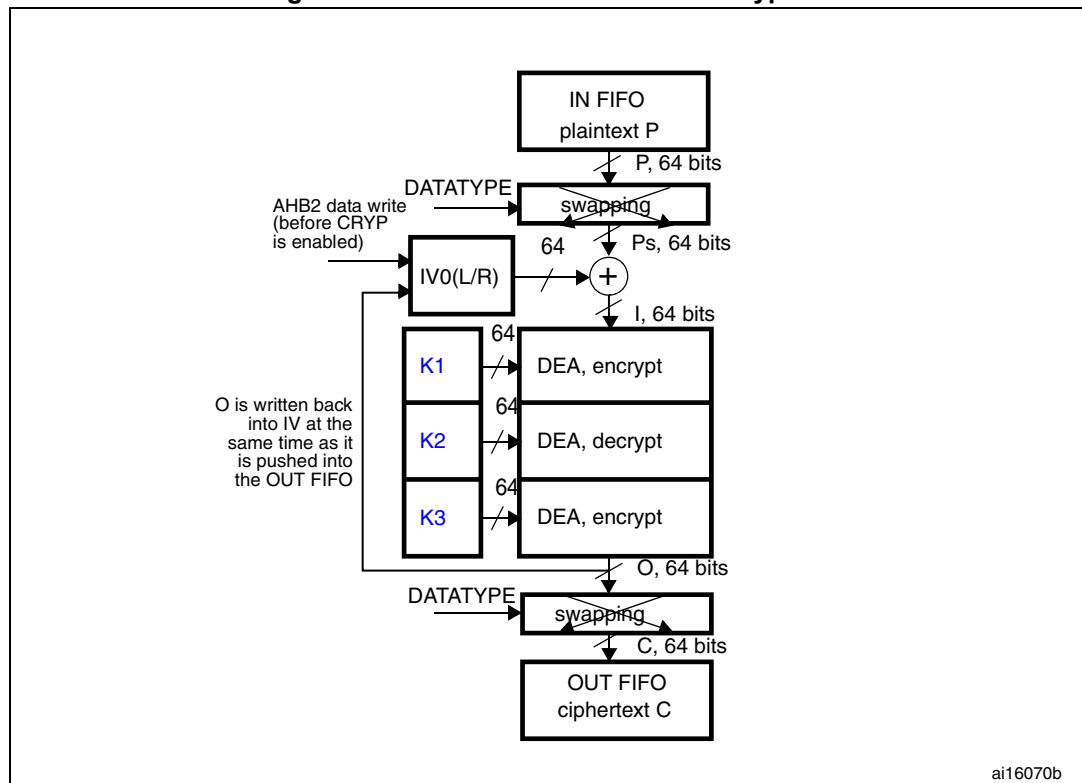 IN FIFO
plaintext P
P, 64 bits
DATATYPE
swapping
AHB2 data write
(before CRYP
is enabled)
Ps, 64 bits
64
IV0(L/R)
+
I, 64 bits
64
K1
DEA, encrypt
64
K2
DEA, decrypt
64
K3
DEA, encrypt
O is written back
into IV at the
same time as it
is pushed into
the OUT FIFO
O, 64 bits
DATATYPE
swapping
C, 64 bits
OUT FIFO
ciphertext C
ai16070b